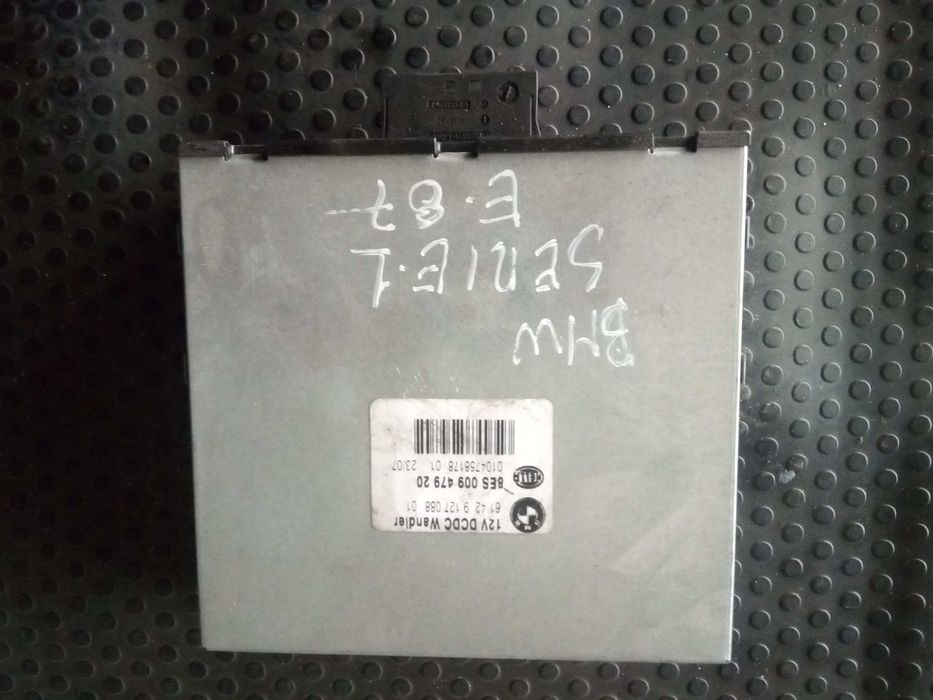 BMW
SERIE.1
E.87
12V DCDC Wandler
61 42 9 127 088 01
8ES 009 479 20
HELLA
0104758178 01 23/07